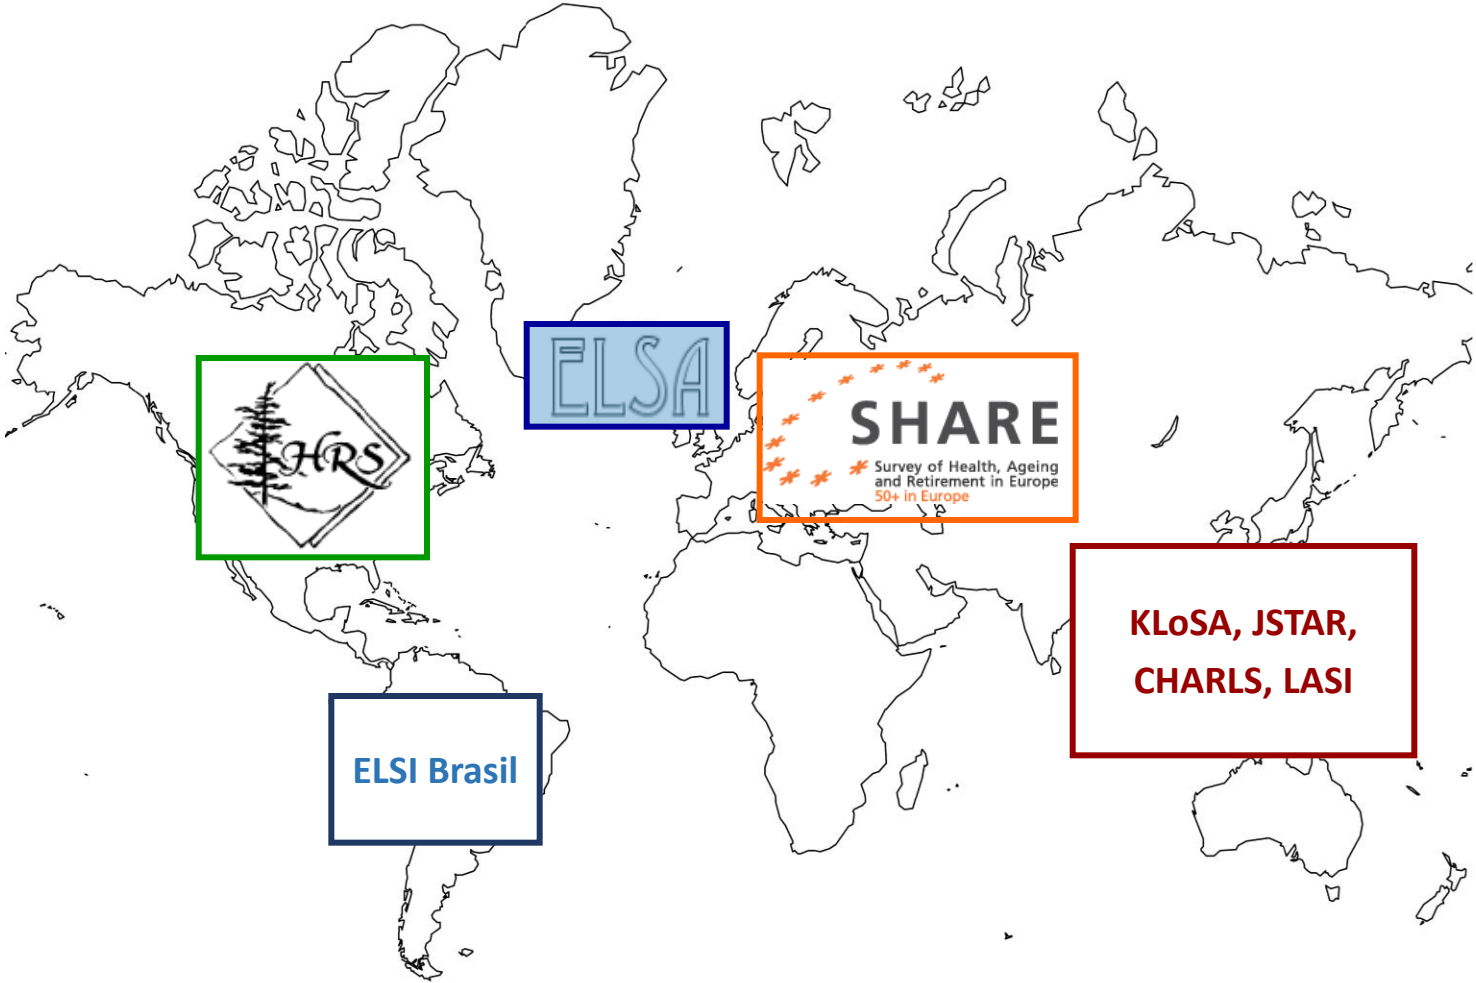 ELSA
HRS
SHARE
Survey of Health, Ageing
and Retirement in Europe
50+ in Europe
KLoSA, JSTAR,
CHARLS, LASI
ELSI Brasil